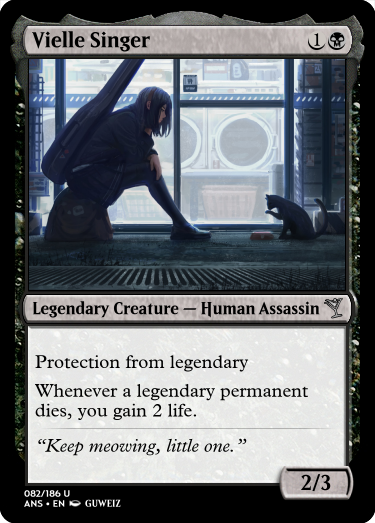 Vielle Singer 1
Legendary Creature — Human Assassin
Protection from legendary
Whenever a legendary permanent
dies, you gain 2 life.
“Keep meowing, little one.”
2/3
082/186 U
ANS • EN GUWEIZ